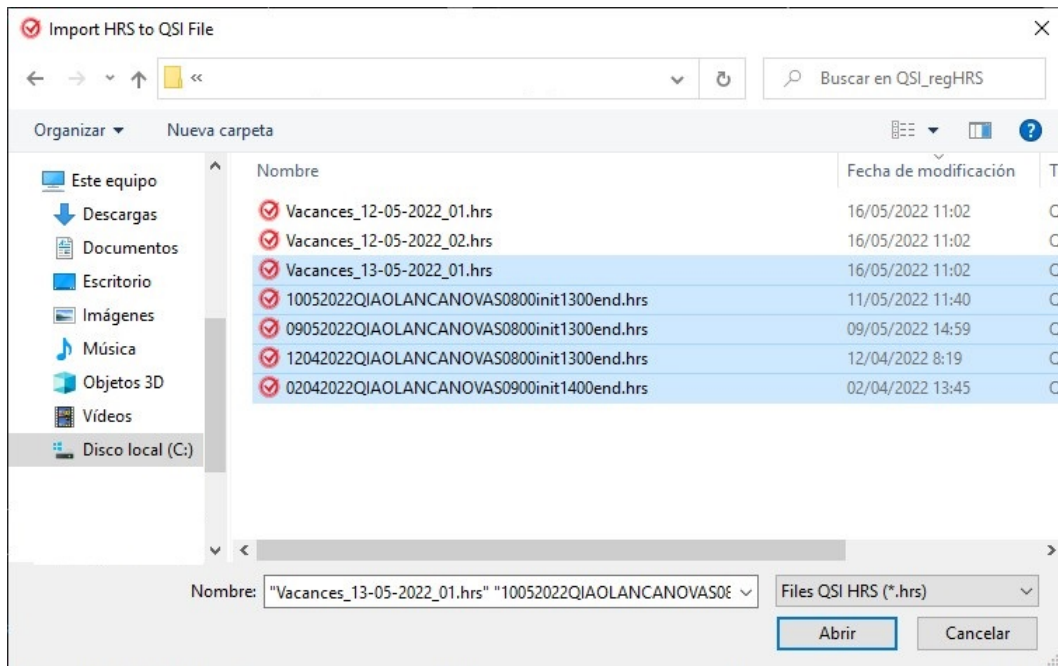 Import HRS to QSI File
«
Buscar en QSI_regHRS
Organizar
Nueva carpeta
Este equipo
Descargas
Documentos
Escritorio
Imágenes
Música
Objetos 3D
Vídeos
Disco local (C:)
Nombre Fecha de modificación T
Vacances_12-05-2022_01.hrs 16/05/2022 11:02
Vacances_12-05-2022_02.hrs 16/05/2022 11:02
Vacances_13-05-2022_01.hrs 16/05/2022 11:02
10052022QIAOLANCANOVAS0800init1300end.hrs 11/05/2022 11:40
09052022QIAOLANCANOVAS0800init1300end.hrs 09/05/2022 14:59
12042022QIAOLANCANOVAS0800init1300end.hrs 12/04/2022 8:19
02042022QIAOLANCANOVAS0900init1400end.hrs 02/04/2022 13:45
Nombre: "Vacances_13-05-2022_01.hrs" "10052022QIAOLANCANOVAS08
Files QSI HRS (*.hrs)
Abrir
Cancelar